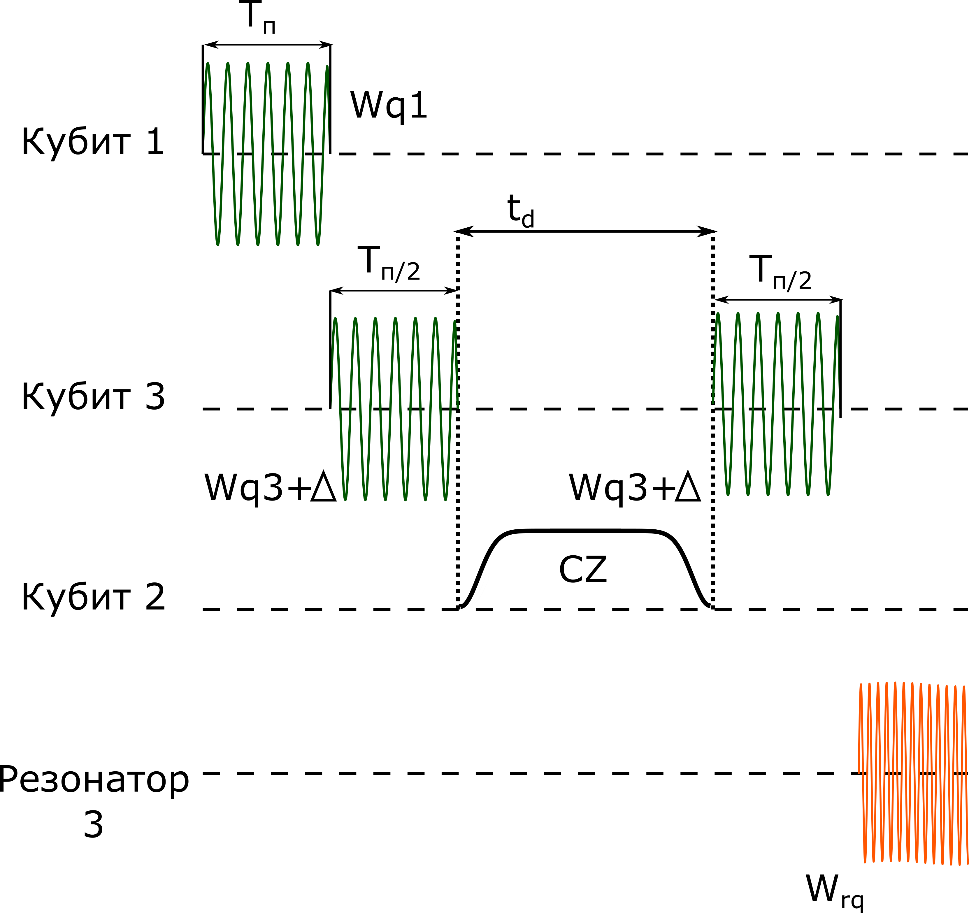 Tп
Wq1
Кубит 1
td
Tп/2
Tп/2
Кубит 3
Wq3+Δ
Wq3+Δ
CZ
Кубит 2
Резонатор
3
Wrq